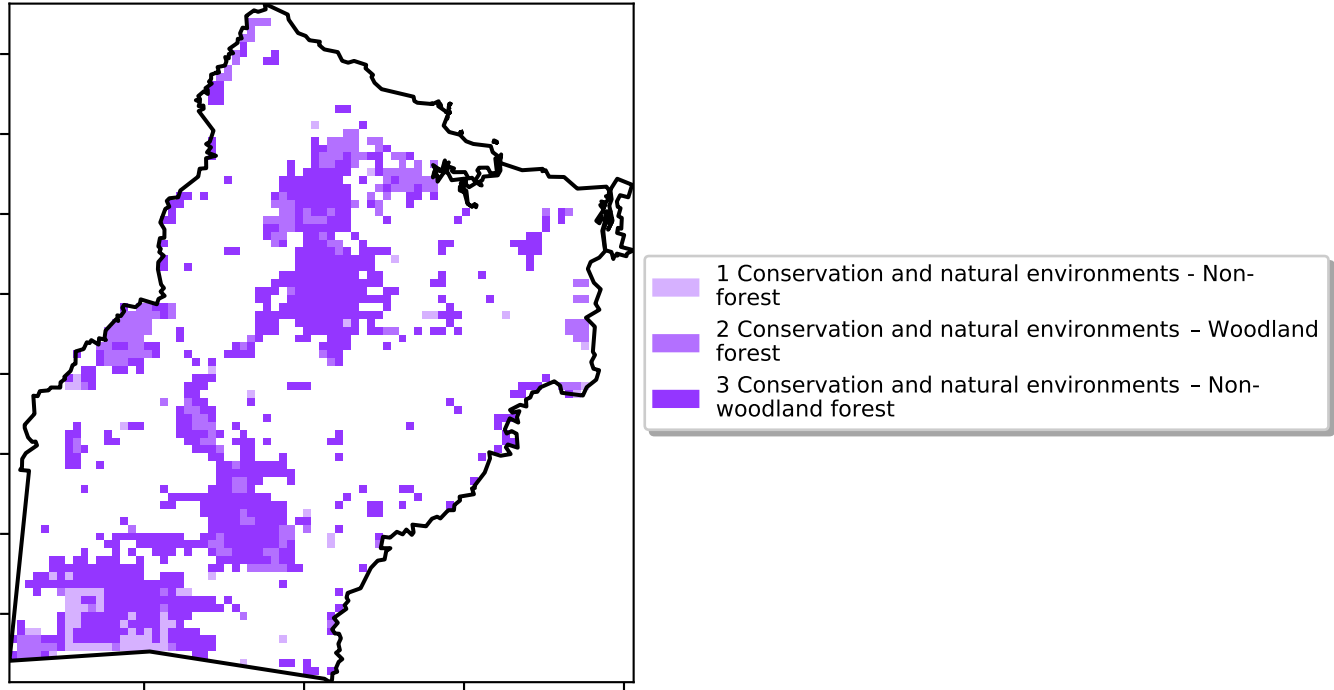 1 Conservation and natural environments - Non-
forest
2 Conservation and natural environments – Woodland
forest
3 Conservation and natural environments – Non-
woodland forest